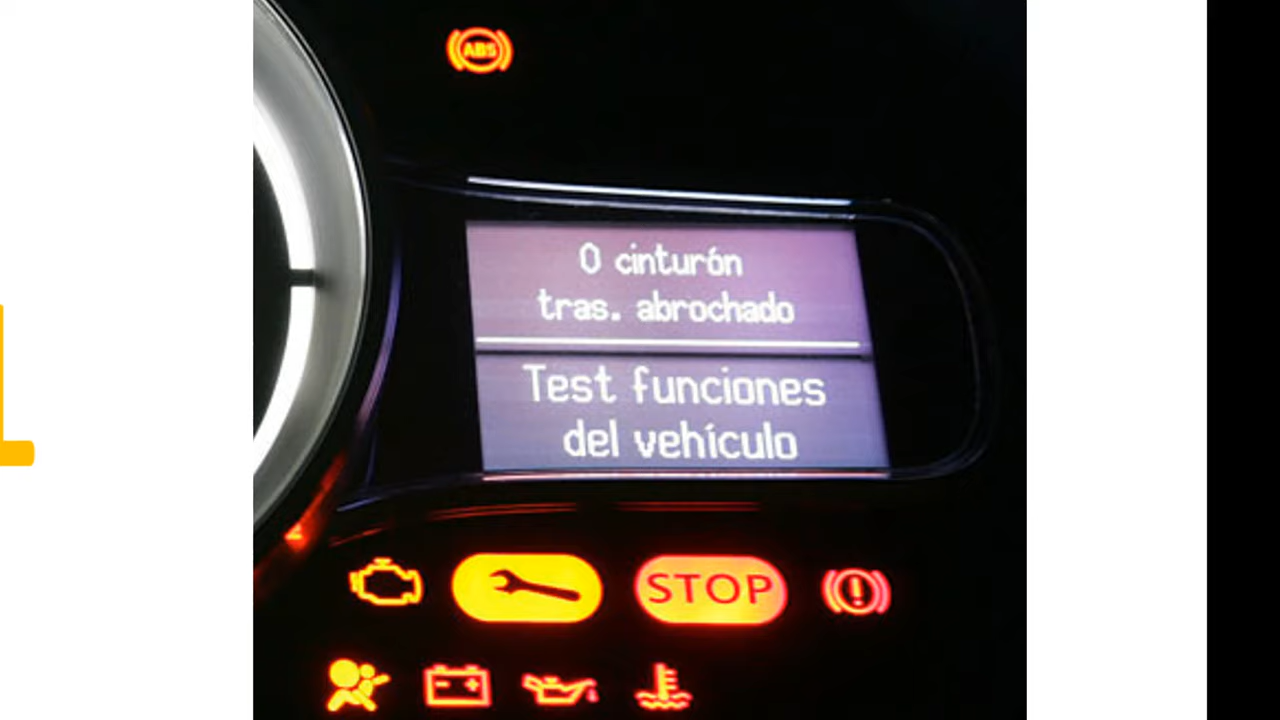 ABS
0 cinturón
tras. abrochado
Test funciones
del vehículo
STOP